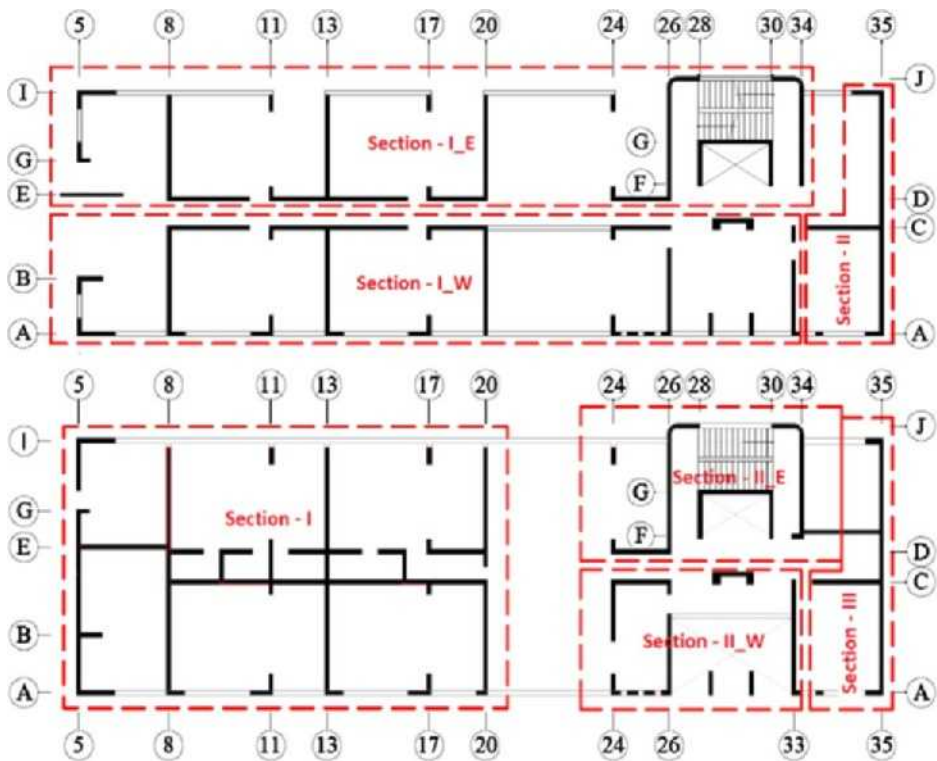 5 8 11 13 17 20 24 26 28 30 34 35
I J
Section - I_E
G G
F
E D
C
Section - II
B
Section - I_W
A A
5 8 11 13 17 20 24 26 28 30 34 35
I J
Section - II_E
G G
Section - I
F
E D
C
Section - III
B
Section - II_W
A A
5 8 11 13 17 20 24 26 33 35